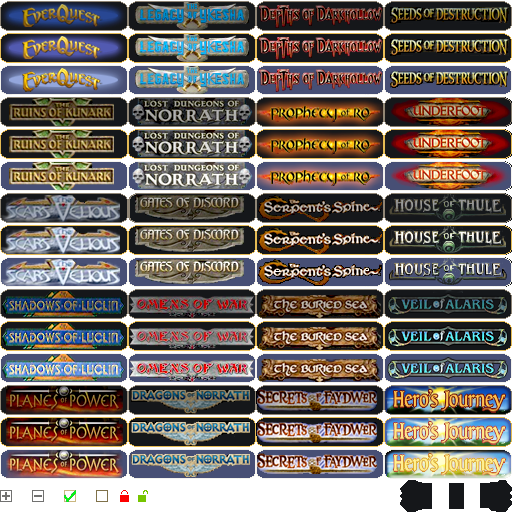 EverQuest
LEGACY OF YKESHA
DEPTHS OF DARKHOLLOW
SEEDS OF DESTRUCTION
EverQuest
LEGACY OF YKESHA
DEPTHS OF DARKHOLLOW
SEEDS OF DESTRUCTION
EverQuest
LEGACY OF YKESHA
DEPTHS OF DARKHOLLOW
SEEDS OF DESTRUCTION
THE RUINS OF KUNARK
LOST DUNGEONS OF NORRATH
PROPHECY OF RO
UNDERFOOT
THE RUINS OF KUNARK
LOST DUNGEONS OF NORRATH
PROPHECY OF RO
UNDERFOOT
THE RUINS OF KUNARK
LOST DUNGEONS OF NORRATH
PROPHECY OF RO
UNDERFOOT
SCARS OF VELIOUS
GATES OF DISCORD
The Serpent's Spine
HOUSE OF THULE
SCARS OF VELIOUS
GATES OF DISCORD
The Serpent's Spine
HOUSE OF THULE
SCARS OF VELIOUS
GATES OF DISCORD
The Serpent's Spine
HOUSE OF THULE
SHADOWS OF LUCLIN
OMENS OF WAR
The Buried Sea
VEIL OF ALARIS
SHADOWS OF LUCLIN
OMENS OF WAR
The Buried Sea
VEIL OF ALARIS
SHADOWS OF LUCLIN
OMENS OF WAR
The Buried Sea
VEIL OF ALARIS
PLANES OF POWER
DRAGONS OF NORRATH
SECRETS OF FAYDWER
Hero's Journey
PLANES OF POWER
DRAGONS OF NORRATH
SECRETS OF FAYDWER
Hero's Journey
PLANES OF POWER
DRAGONS OF NORRATH
SECRETS OF FAYDWER
Hero's Journey